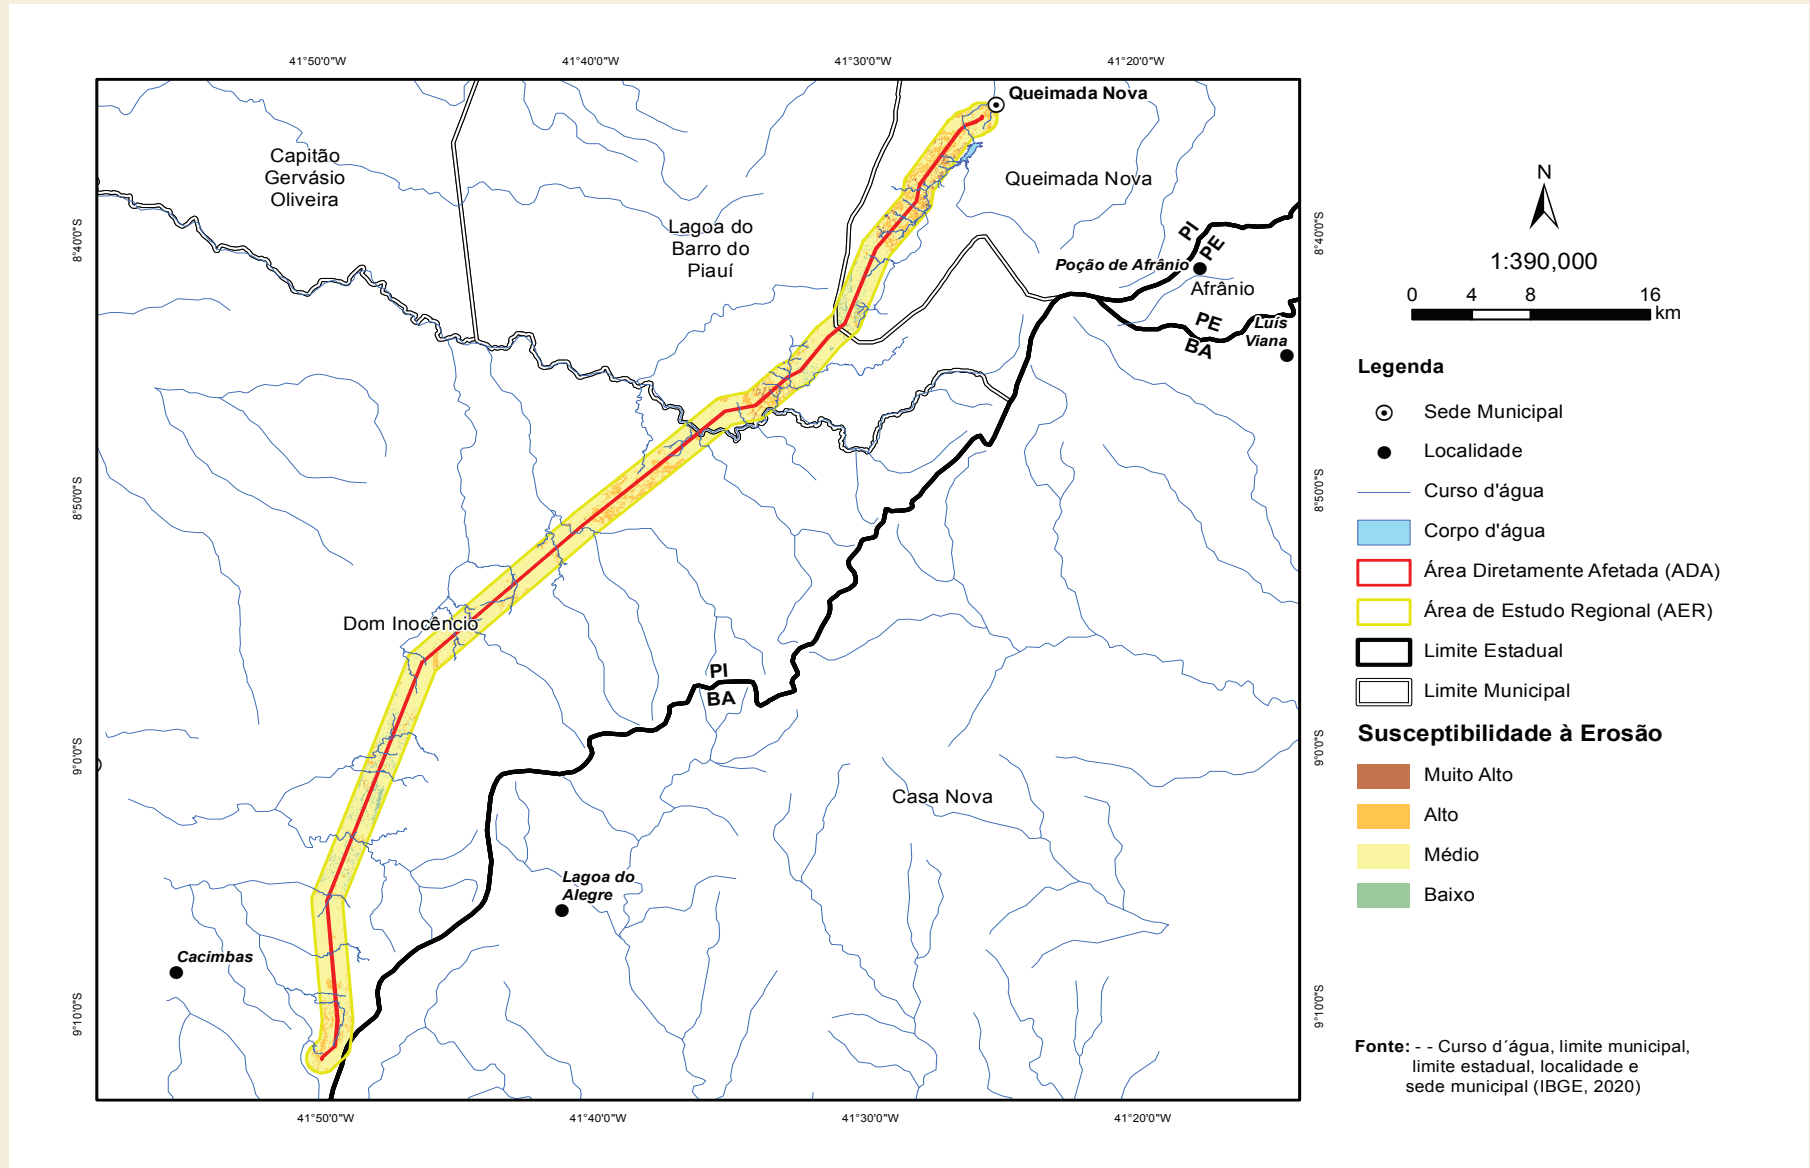 41°50'0"W
41°40'0"W
41°30'0"W
41°20'0"W
Queimada Nova
Capitão
Gervásio
Oliveira
Queimada Nova
Lagoa do
Barro do
Piauí
8°40'0"S
8°40'0"S
PI
PE
Poção de Afrânio
Afrânio
PE
BA
Luís
Viana
8°50'0"S
8°50'0"S
Dom Inocêncio
PI
BA
9°0'0"S
9°0'0"S
Casa Nova
Lagoa do
Alegre
Cacimbas
9°10'0"S
9°10'0"S
41°50'0"W
41°40'0"W
41°30'0"W
41°20'0"W
N
1:390,000
0 4 8 16
km
Legenda
Sede Municipal
Localidade
Curso d'água
Corpo d'água
Área Diretamente Afetada (ADA)
Área de Estudo Regional (AER)
Limite Estadual
Limite Municipal
Susceptibilidade à Erosão
Muito Alto
Alto
Médio
Baixo
Fonte: - - Curso d´água, limite municipal,
limite estadual, localidade e
sede municipal (IBGE, 2020)